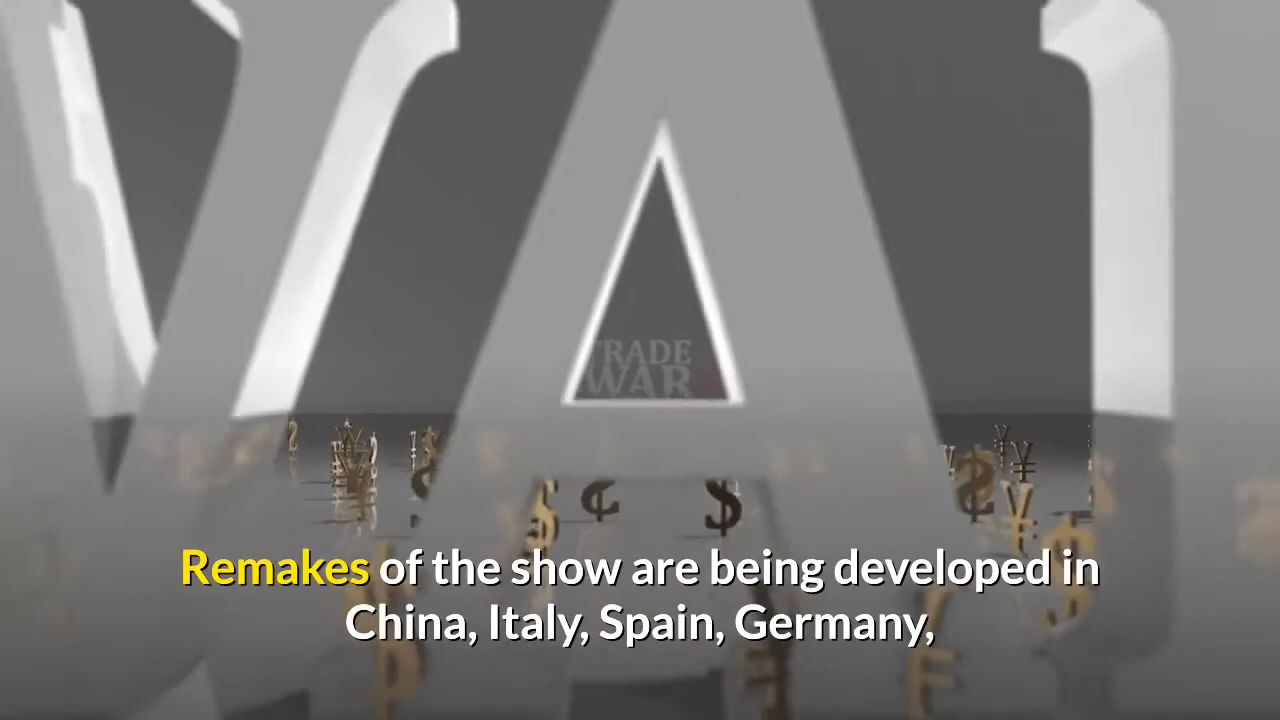 TRADE
WAR
Remakes of the show are being developed in
China, Italy, Spain, Germany,